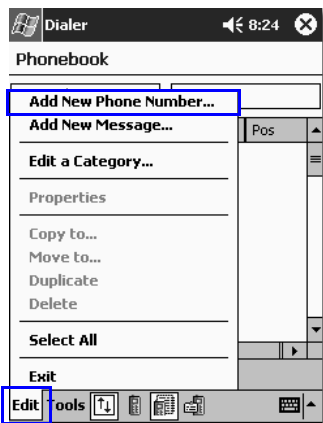 Dialer 8:24
Phonebook
Add New Phone Number...
Add New Message...
Pos
Edit a Category...
Properties
Copy to...
Move to...
Duplicate
Delete
Select All
Exit
Edit Tools